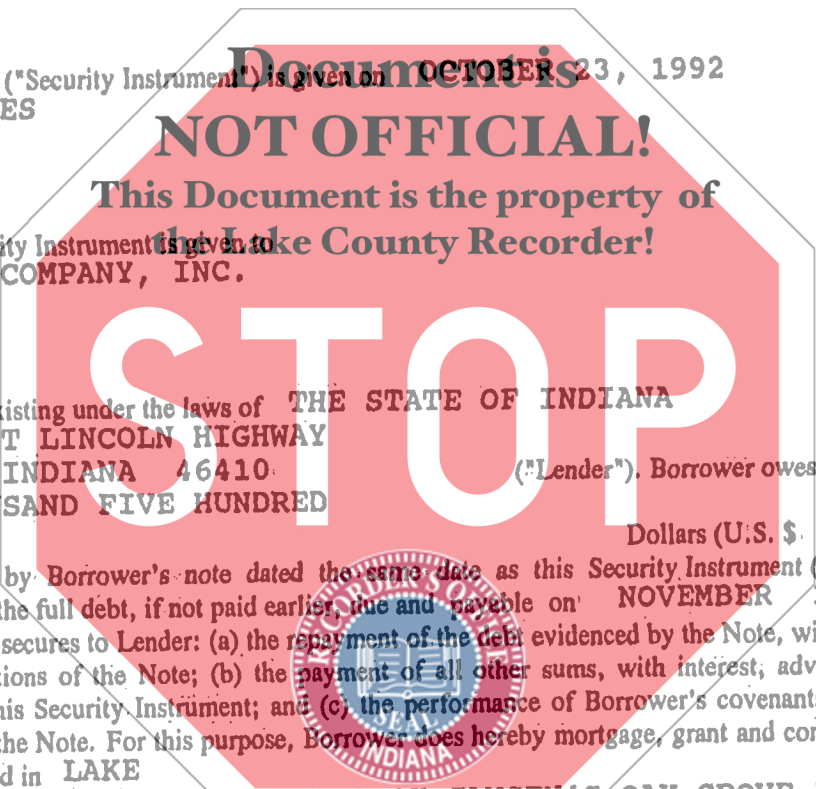 Document is
("Security Instrument") is given on OCTOBER 23, 1992
ES
NOT OFFICIAL!
This Document is the property of
the Lake County Recorder!
ity Instrument is given to
COMPANY, INC.
STOP
isting under the laws of THE STATE OF INDIANA
T LINCOLN HIGHWAY
INDIANA 46410 ("Lender"). Borrower owes
SAND FIVE HUNDRED
Dollars (U.S. $
by Borrower's note dated the same date as this Security Instrument (
the full debt, if not paid earlier, due and payable on NOVEMBER
secures to Lender: (a) the repayment of the debt evidenced by the Note, wi
tions of the Note; (b) the payment of all other sums, with interest, adv
his Security Instrument; and (c) the performance of Borrower's covenants
the Note. For this purpose, Borrower does hereby mortgage, grant and con
d in LAKE
SEAL
INDIANA
OAK GROVE